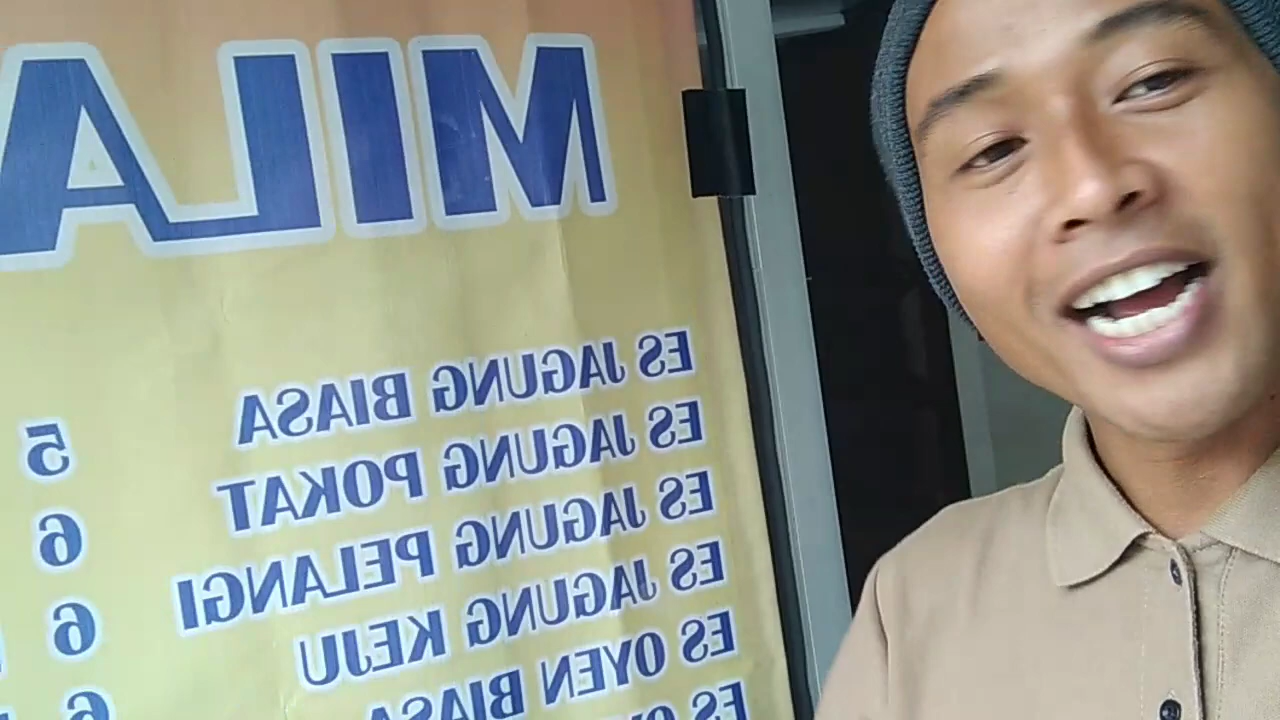 MILA
ES JAGUNG BIASA 5
ES JAGUNG POKAT 6
ES JAGUNG PELANGI 6
ES JAGUNG KEJU 6
ES OYEN BIASA
ES